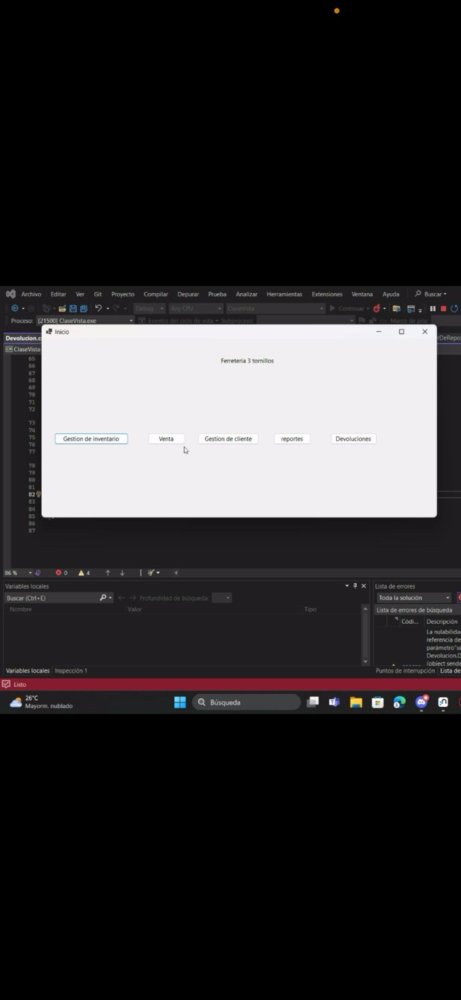 Archivo Editar Ver Git Proyecto Compilar Depurar Prueba Analizar Herramientas Extensiones Ventana Ayuda Buscar
Debug Any CPU ClaseVista Continuar
Proceso: [21500] ClaseVista.exe Eventos del ciclo de vida Subproceso: Marco de pila:
Devolucion.c
rDeRepo
ClaseVista
Inicio
Ferreteria 3 tornillos
Gestion de inventario Venta Gestion de cliente reportes Devoluciones
65
66
67
68
69
70
71
72
73
74
75
76
77
78
79
80
81
82
83
84
85
86
87
86 % 0 4
Variables locales
Buscar (Ctrl+E) Profundidad de búsqueda:
Nombre Valor Tipo
Variables locales Inspección 1
Lista de errores
Toda la solución
Lista de errores de búsqueda
Códi... Descripción
La nulabilida
referencia de
parámetro"se
Devolucion.D
(object sende
Puntos de interrupción Lista de
Listo
26°C
Mayorm. nublado
Búsqueda